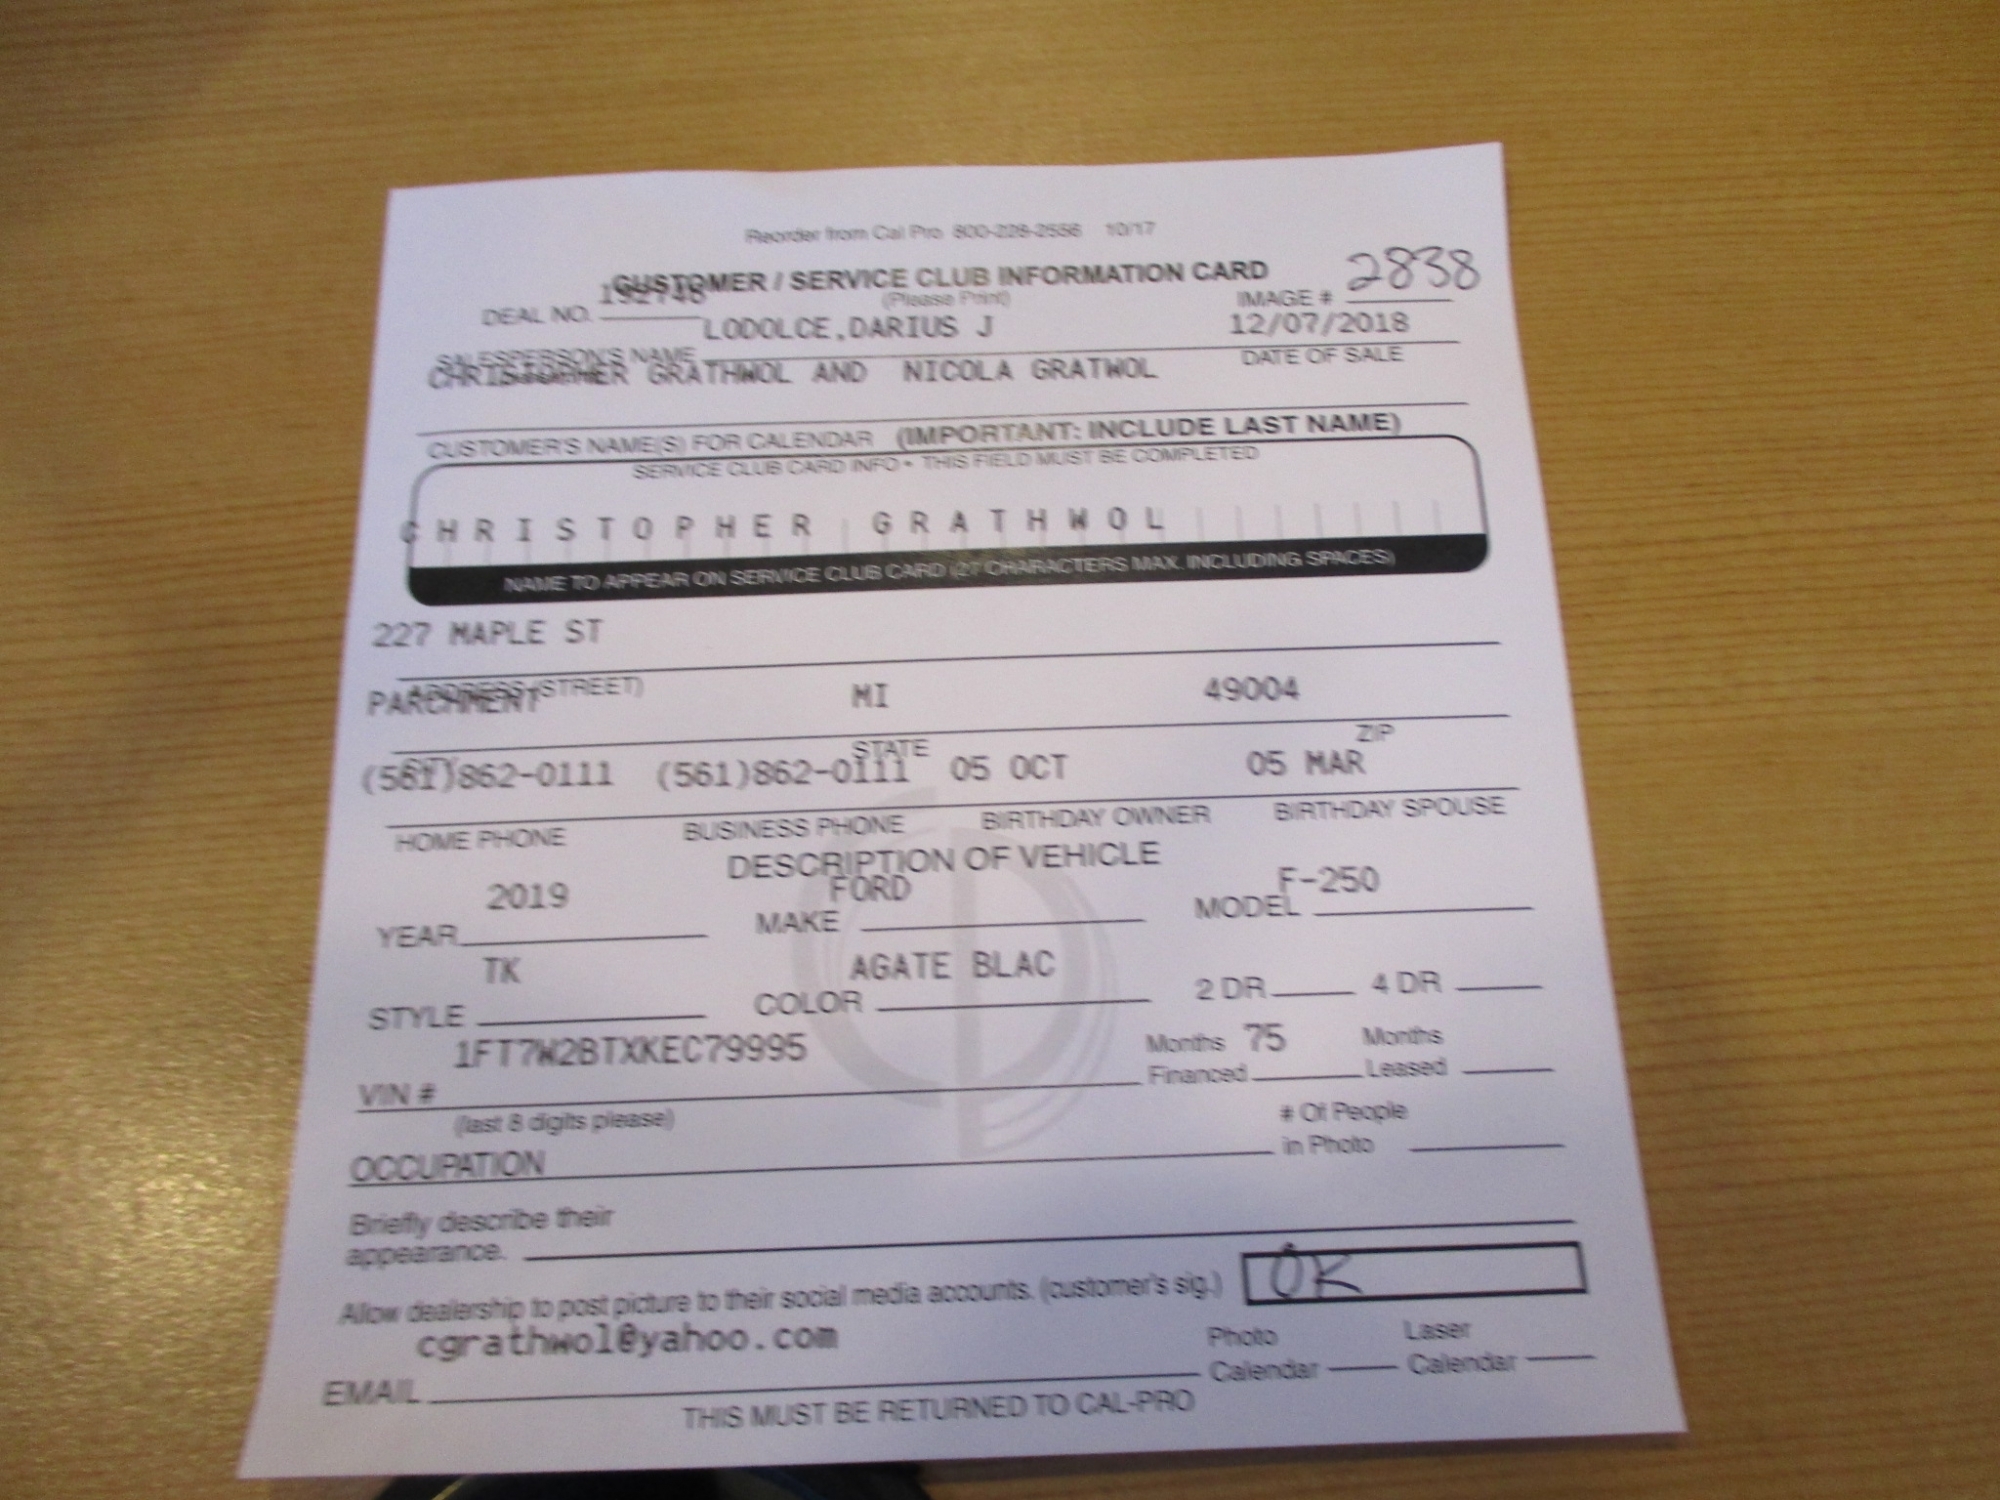 Reorder from Cal Pro 800-228-2556 10/17
CUSTOMER / SERVICE CLUB INFORMATION CARD
(Please Print)
DEAL NO. 192748 IMAGE # 2838
LODOLCE,DARIUS J 12/07/2018
SALESPERSON'S NAME DATE OF SALE
CHRISTOPHER GRATHWOL AND NICOLA GRATWOL
CUSTOMER'S NAME(S) FOR CALENDAR (IMPORTANT: INCLUDE LAST NAME)
SERVICE CLUB CARD INFO • THIS FIELD MUST BE COMPLETED
CHRISTOPHER GRATHWOL
NAME TO APPEAR ON SERVICE CLUB CARD (27 CHARACTERS MAX. INCLUDING SPACES)
227 MAPLE ST
ADDRESS (STREET)
PARCHMENT MI 49004
CITY STATE ZIP
(561)862-0111 (561)862-0111 05 OCT 05 MAR
HOME PHONE BUSINESS PHONE BIRTHDAY OWNER BIRTHDAY SPOUSE
DESCRIPTION OF VEHICLE
YEAR 2019 MAKE FORD MODEL F-250
STYLE TK COLOR AGATE BLAC 2 DR 4 DR
VIN # 1FT7W2BTXKEC79995 Months Financed 75 Months Leased
(last 8 digits please)
OCCUPATION # Of People in Photo
Briefly describe their
appearance.
Allow dealership to post picture to their social media accounts. (customer's sig.) OK
EMAIL cgrathwol@yahoo.com Photo Calendar Laser Calendar
THIS MUST BE RETURNED TO CAL-PRO